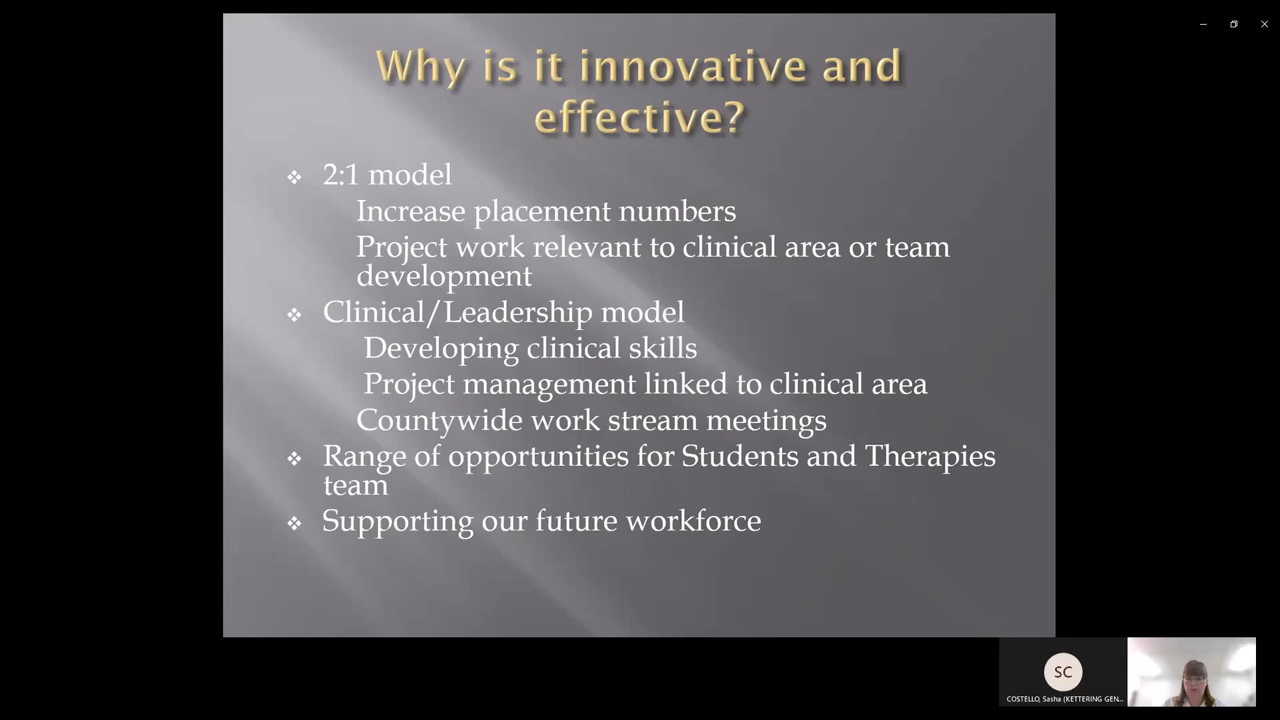 Why is it innovative and
effective?
2:1 model
Increase placement numbers
Project work relevant to clinical area or team
development
Clinical/Leadership model
Developing clinical skills
Project management linked to clinical area
Countywide work stream meetings
Range of opportunities for Students and Therapies
team
Supporting our future workforce
SC
COSTELLO, Sasha (KETTERING GEN...